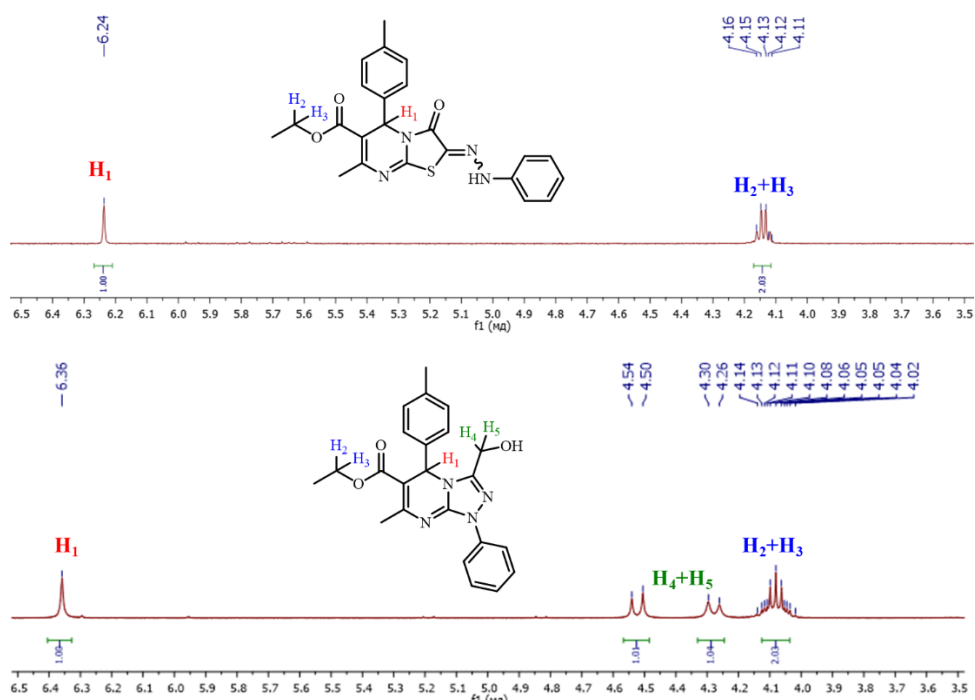 6.24
4.16
4.15
4.13
4.12
4.11
H2
H3
O
O
H1
O
N
N
S
N
HN
H1
H2+H3
1.00
2.03
6.5 6.4 6.3 6.2 6.1 6.0 5.9 5.8 5.7 5.6 5.5 5.4 5.3 5.2 5.1 5.0 4.9 4.8 4.7 4.6 4.5 4.4 4.3 4.2 4.1 4.0 3.9 3.8 3.7 3.6 3.5
f1 (мд)
6.36
4.54
4.50
4.30
4.26
4.14
4.13
4.12
4.11
4.10
4.08
4.06
4.05
4.05
4.04
4.02
H4
H5
OH
H2
H3
O
O
H1
N
N
N
N
H1
H4+H5
H2+H3
1.00
1.01
1.04
2.03
6.5 6.4 6.3 6.2 6.1 6.0 5.9 5.8 5.7 5.6 5.5 5.4 5.3 5.2 5.1 5.0 4.9 4.8 4.7 4.6 4.5 4.4 4.3 4.2 4.1 4.0 3.9 3.8 3.7 3.6 3.5
f1 (мд)